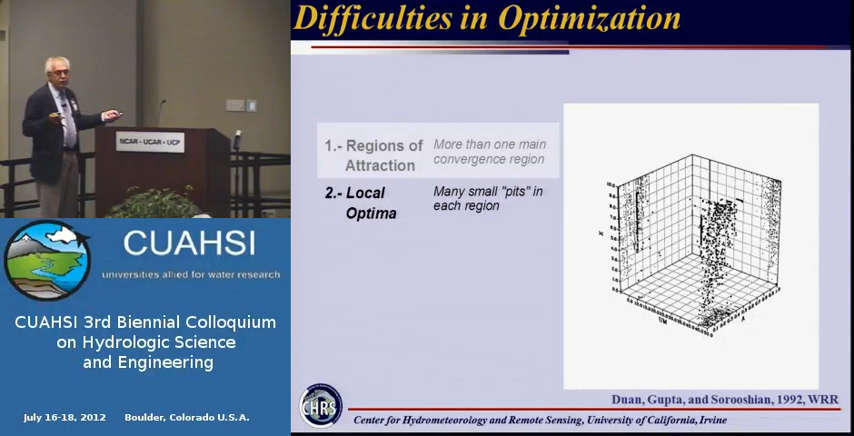 Difficulties in Optimization
NCAR - UCAR - UCP
1.- Regions of Attraction
More than one main
convergence region
2.- Local Optima
Many small "pits" in
each region
UM
A
CUAHSI
universities allied for water research
CUAHSI 3rd Biennial Colloquium
on Hydrologic Science
and Engineering
July 16-18, 2012 Boulder, Colorado U.S.A.
Duan, Gupta, and Sorooshian, 1992, WRR
CHRS
Center for Hydrometeorology and Remote Sensing, University of California, Irvine